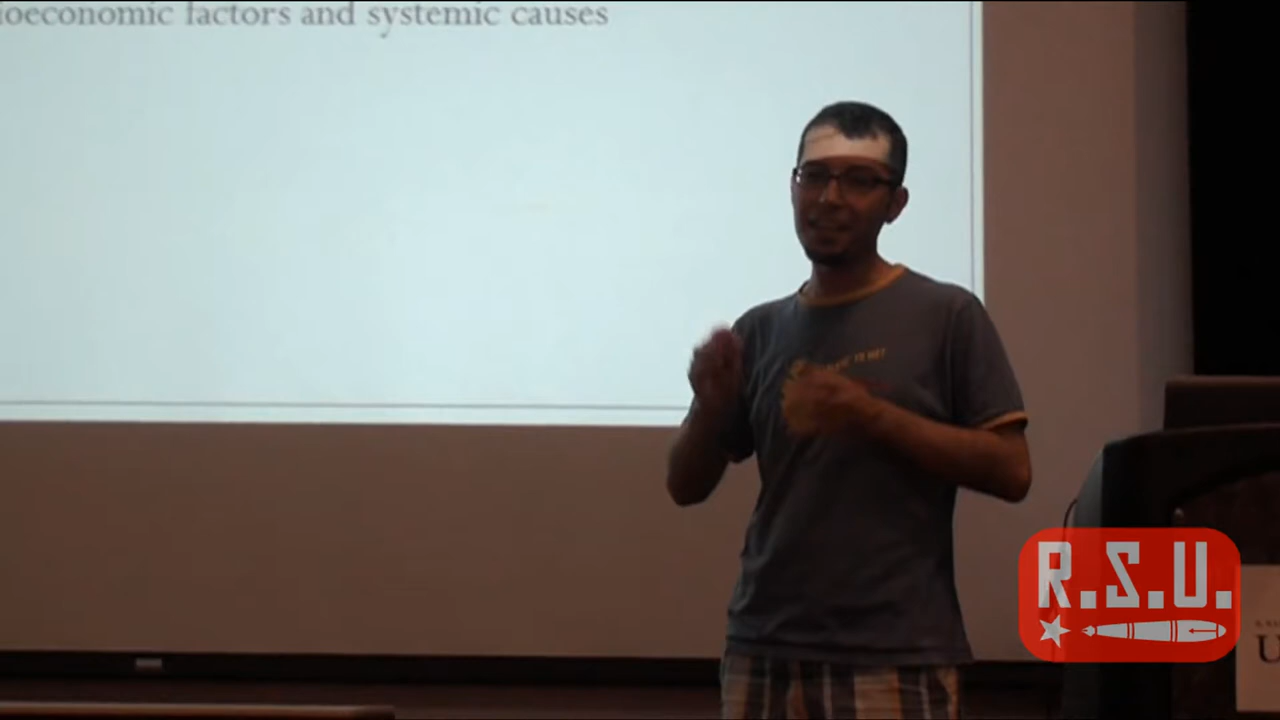 ioeconomic factors and systemic causes
R.S.U.
U